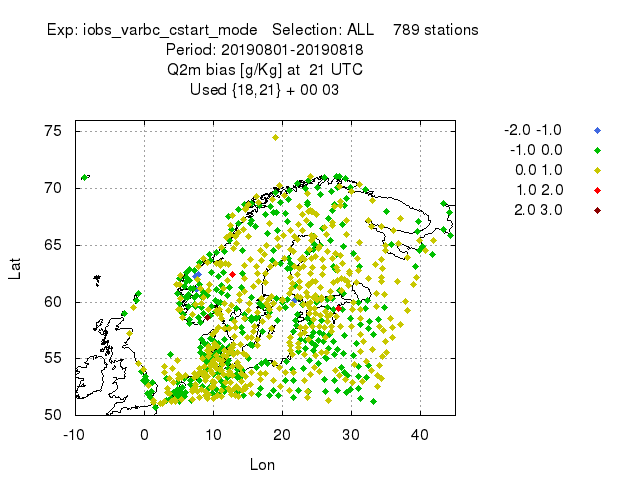 Exp: iobs_varbc_cstart_mode   Selection: ALL    789 stations
Period: 20190801-20190818
Q2m bias [g/Kg] at  21 UTC
Used {18,21} + 00 03
-2.0 -1.0
-1.0 0.0
0.0 1.0
1.0 2.0
2.0 3.0
75
70
65
60
55
50
Lat
-10 0 10 20 30 40
Lon